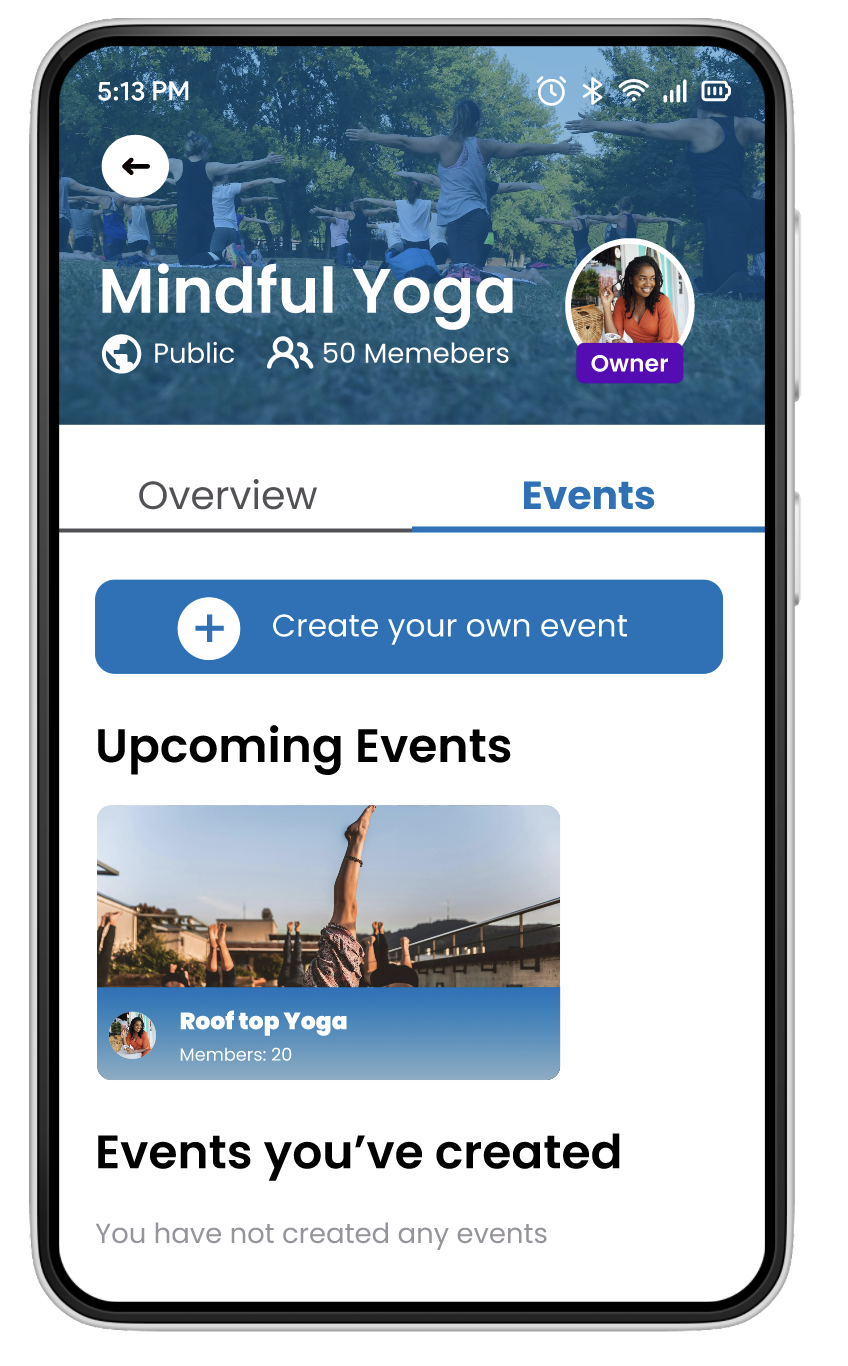 5:13 PM
Mindful Yoga
Public 50 Memebers
Owner
Overview Events
Create your own event
Upcoming Events
Roof top Yoga
Members: 20
Events you’ve created
You have not created any events